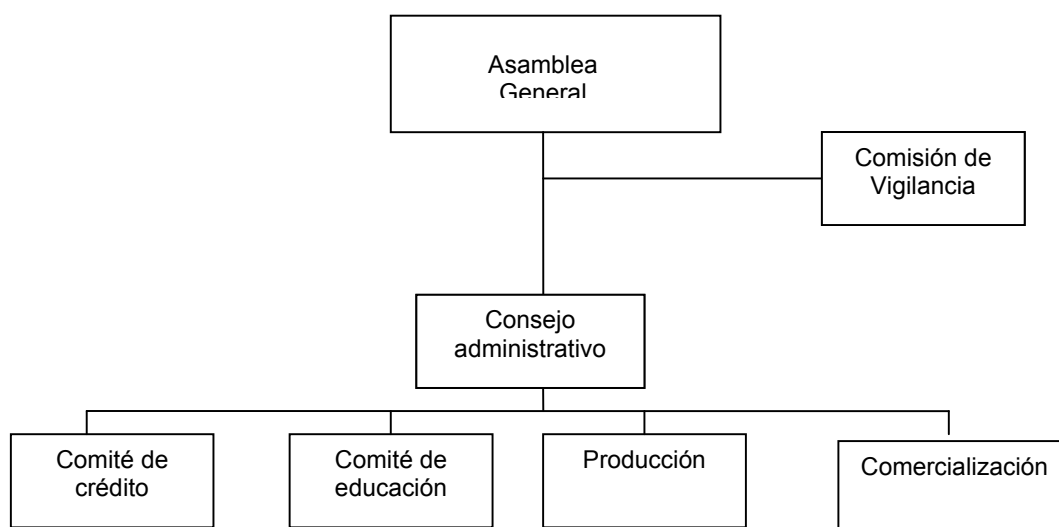 Asamblea
General
Comisión de
Vigilancia
Consejo
administrativo
Comité de
crédito
Comité de
educación
Producción
Comercialización